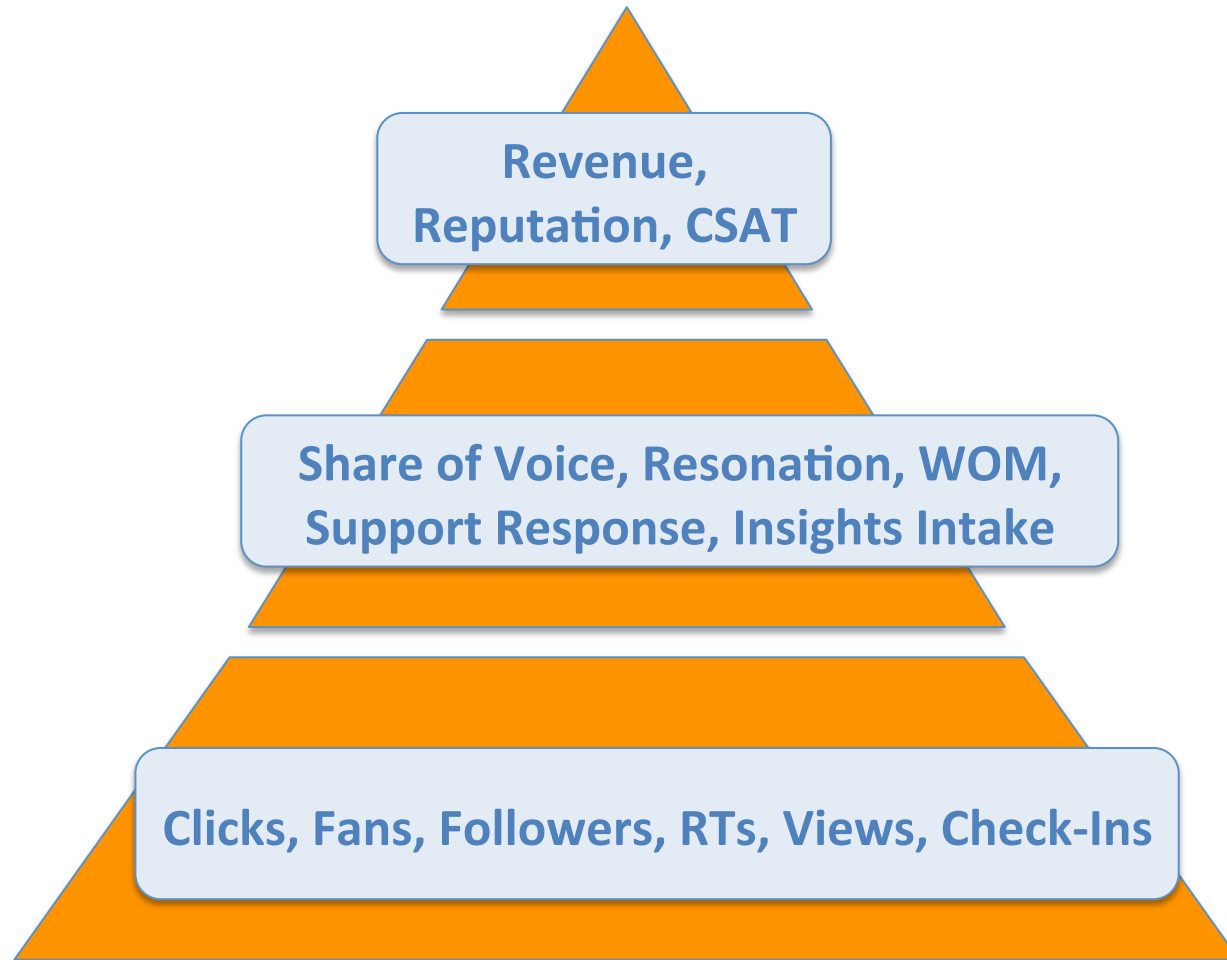 Revenue,
Reputation, CSAT
Share of Voice, Resonation, WOM,
Support Response, Insights Intake
Clicks, Fans, Followers, RTs, Views, Check-Ins